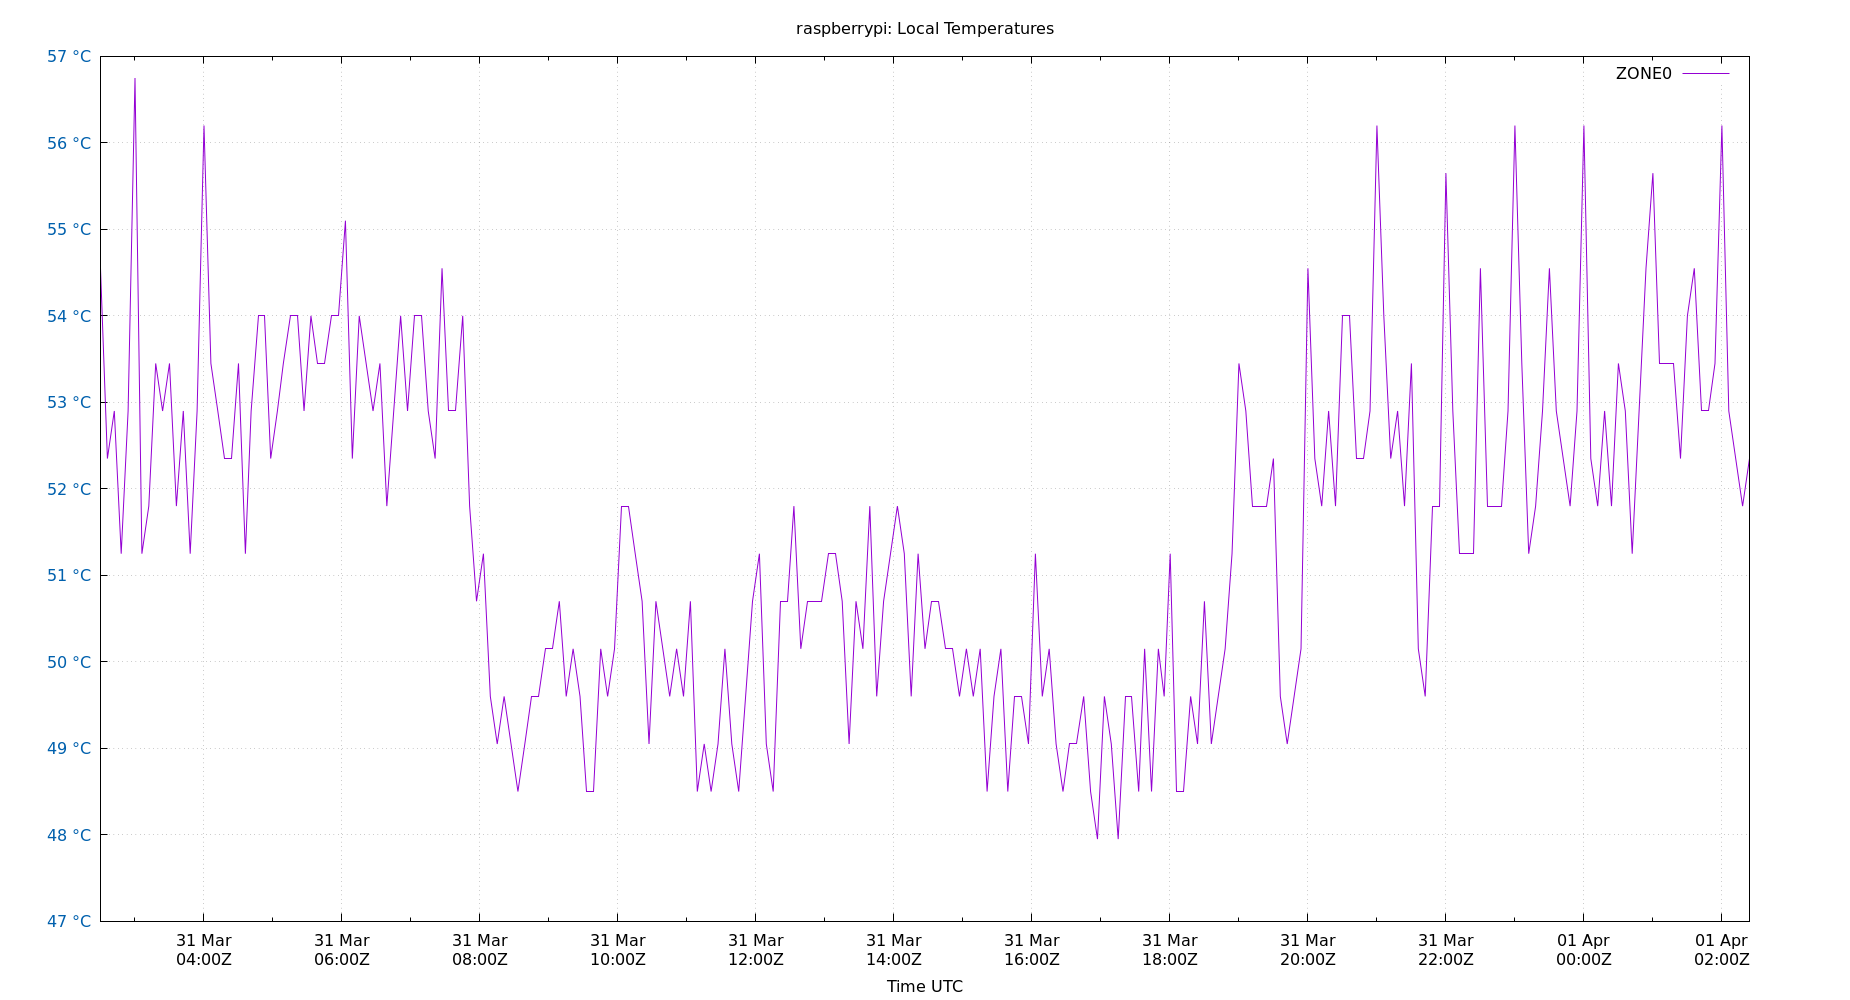 raspberrypi: Local Temperatures
ZONE0
57 °C
56 °C
55 °C
54 °C
53 °C
52 °C
51 °C
50 °C
49 °C
48 °C
47 °C
31 Mar 31 Mar 31 Mar 31 Mar 31 Mar 31 Mar 31 Mar 31 Mar 31 Mar 31 Mar 01 Apr 01 Apr
04:00Z 06:00Z 08:00Z 10:00Z 12:00Z 14:00Z 16:00Z 18:00Z 20:00Z 22:00Z 00:00Z 02:00Z
Time UTC